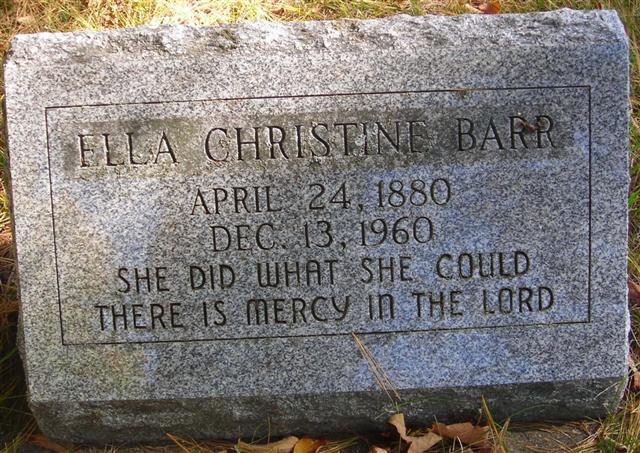 ELLA CHRISTINE BARR
APRIL 24, 1880
DEC. 13, 1960
SHE DID WHAT SHE COULD
THERE IS MERCY IN THE LORD